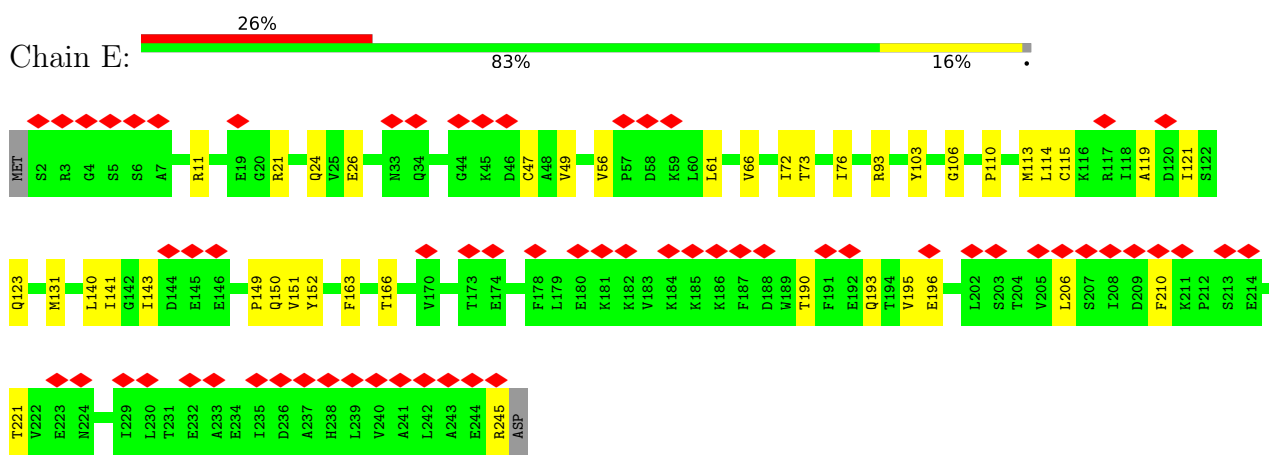 26%
Chain E:
83% 16% •
MET S2 R3 G4 S5 S6 A7 R11 E19 G20 R21 Q24 V25 E26 N33 Q34 G44 K45 D46 C47 A48 V49 V56 P57 D58 K59 L60 L61 V66 I72 T73 I76 R93 Y103 G106 P110 M113 L114 C115 K116 R117 I118 A119 D120 I121 S122
Q123 M131 L140 I141 G142 I143 D144 E145 E146 P149 Q150 V151 Y152 F163 T166 V170 T173 E174 F178 L179 E180 K181 K182 V183 K184 K185 K186 F187 D188 W189 T190 F191 E192 Q193 T194 V195 E196 L202 S203 T204 V205 L206 S207 I208 D209 F210 K211 P212 S213 E214
T221 V222 E223 N224 I229 L230 T231 E232 A233 E234 I235 D236 A237 H238 L239 V240 A241 L242 A243 E244 R245 ASP